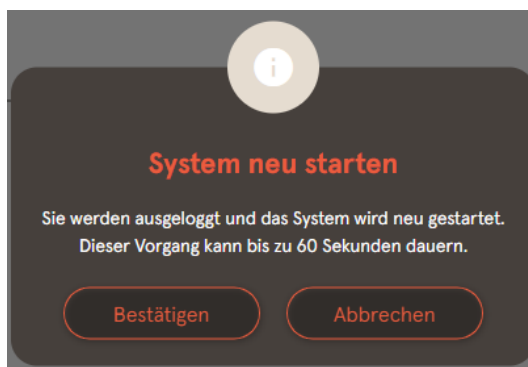 System neu starten
Sie werden ausgeloggt und das System wird neu gestartet.
Dieser Vorgang kann bis zu 60 Sekunden dauern.
Bestätigen
Abbrechen